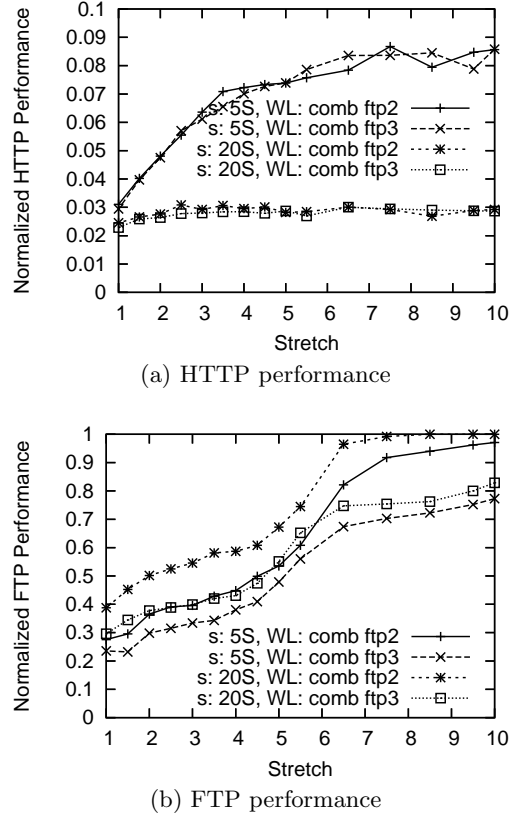 0.1
0.09
0.08
0.07
0.06
0.05
0.04
0.03
0.02
0.01
0
Normalized HTTP Performance
s: 5S, WL: comb ftp2
s: 5S, WL: comb ftp3
s: 20S, WL: comb ftp2
s: 20S, WL: comb ftp3
1 2 3 4 5 6 7 8 9 10
Stretch
(a) HTTP performance
1
0.9
0.8
0.7
0.6
0.5
0.4
0.3
0.2
0.1
0
Normalized FTP Performance
s: 5S, WL: comb ftp2
s: 5S, WL: comb ftp3
s: 20S, WL: comb ftp2
s: 20S, WL: comb ftp3
1 2 3 4 5 6 7 8 9 10
Stretch
(b) FTP performance